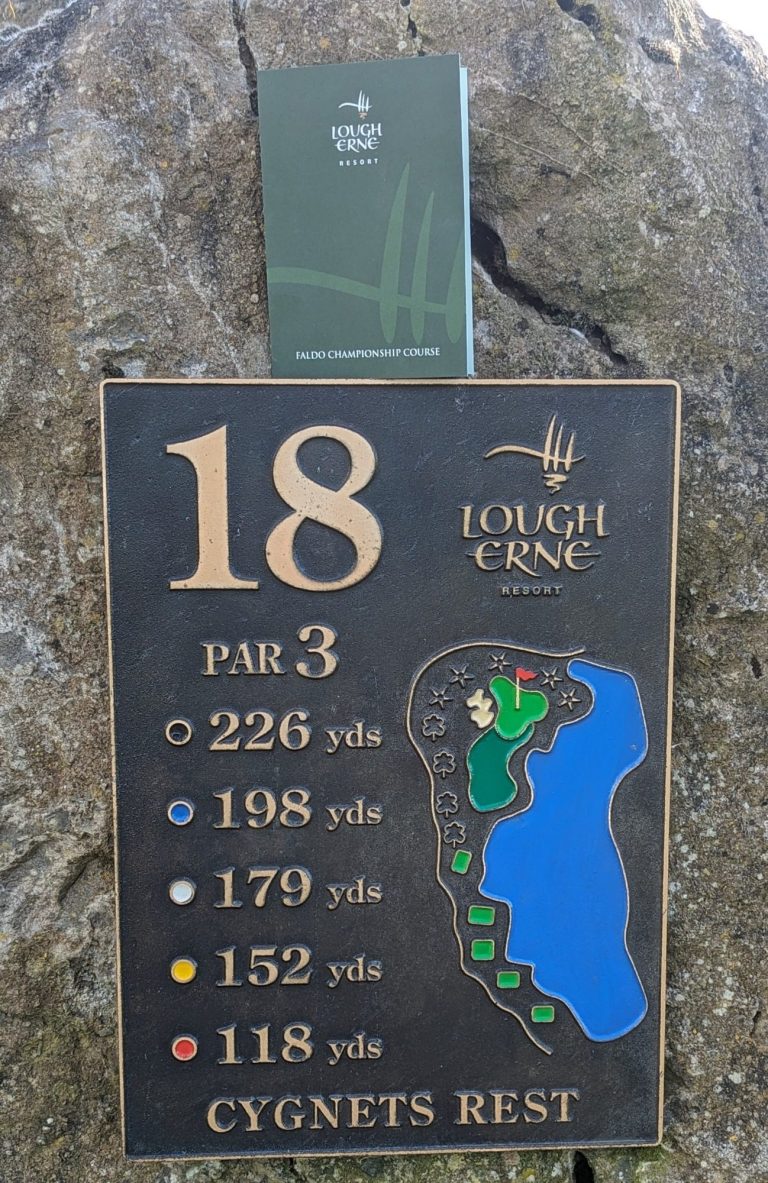 LOUGH
ERNE
RESORT
FALDO CHAMPIONSHIP COURSE
18
LOUGH
ERNE
RESORT
PAR 3
226 yds
198 yds
179 yds
152 yds
118 yds
CYGNETS REST